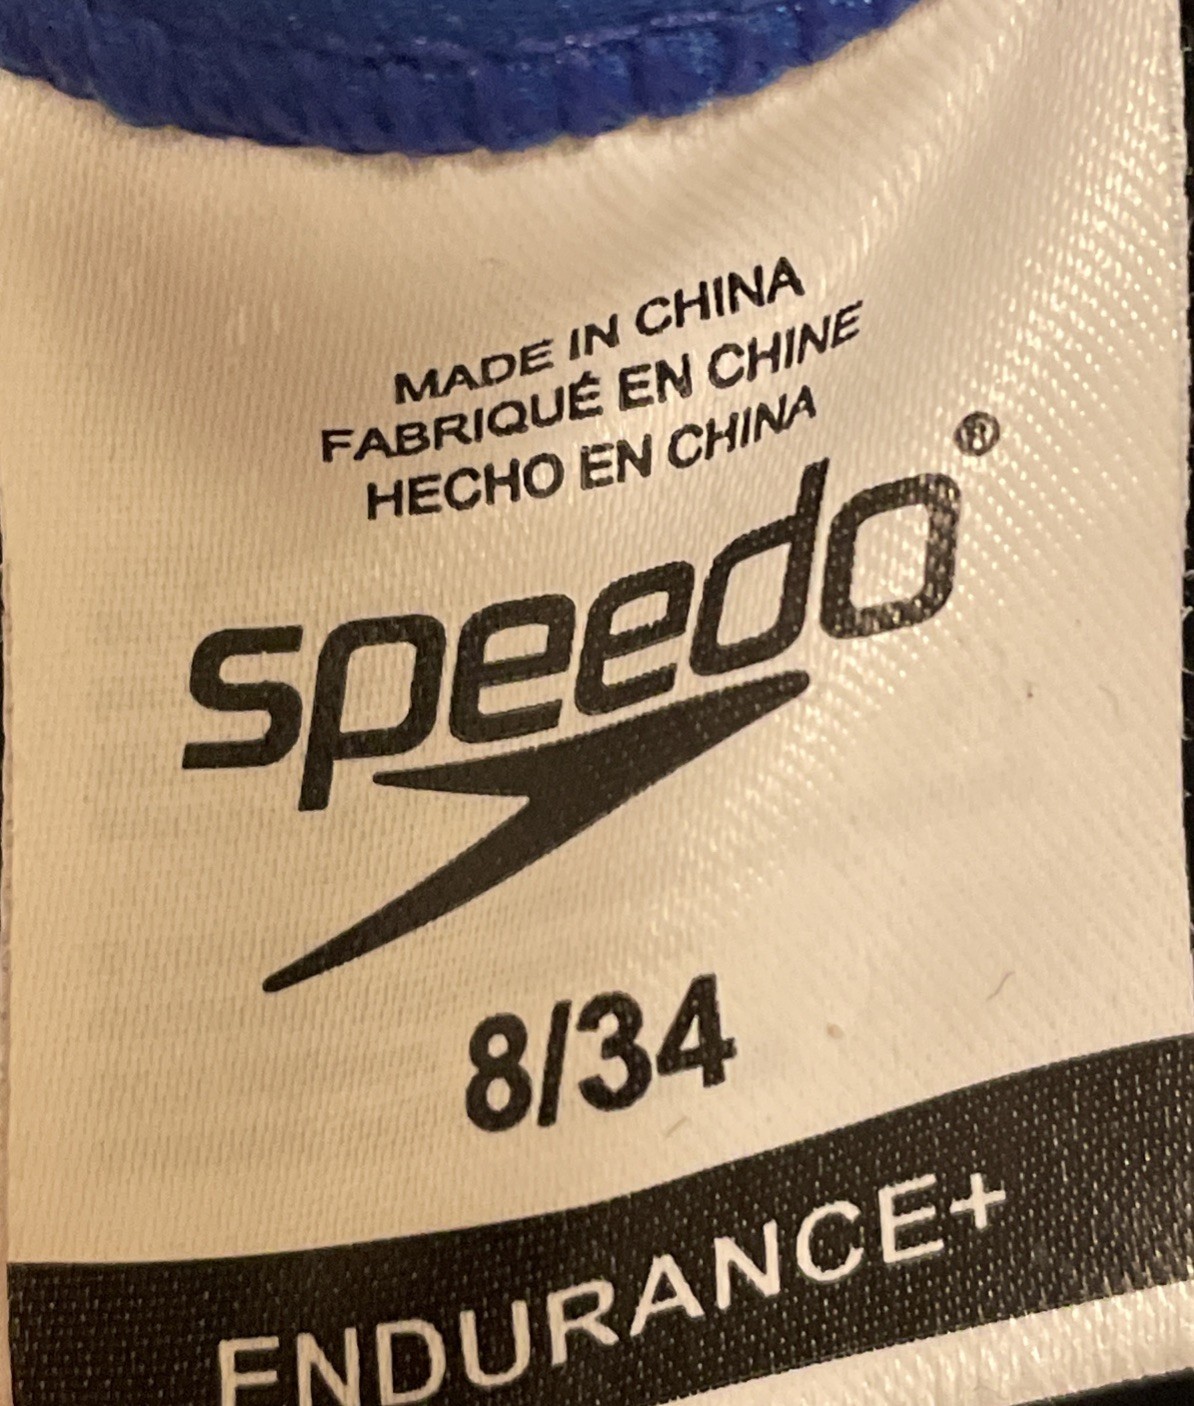 MADE IN CHINA
FABRIQUÉ EN CHINE
HECHO EN CHINA
speedo®
8/34
ENDURANCE+